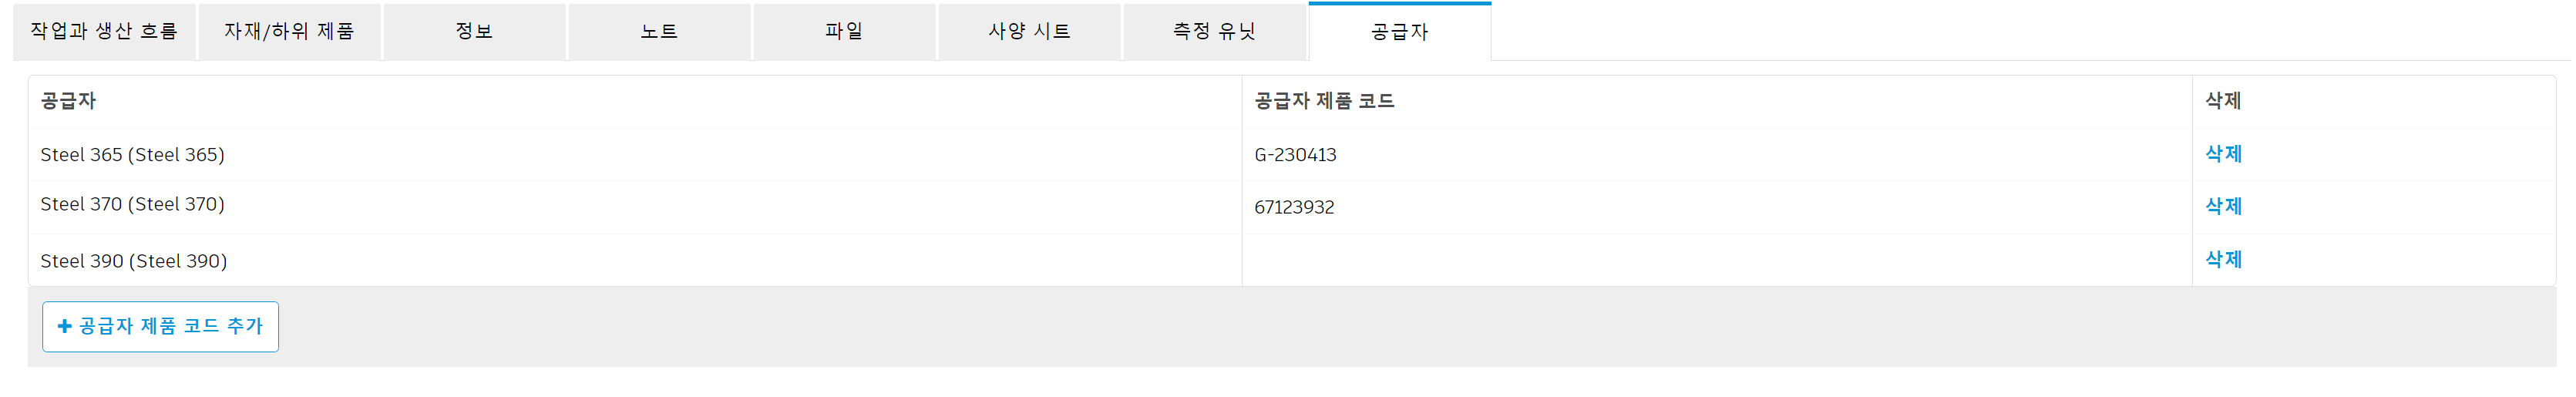 작업과 생산 흐름 자재/하위 제품 정보 노트 파일 사양 시트 측정 유닛 공급자
공급자 공급자 제품 코드 삭제
Steel 365 (Steel 365) G-230413 삭제
Steel 370 (Steel 370) 67123932 삭제
Steel 390 (Steel 390) 삭제
+ 공급자 제품 코드 추가